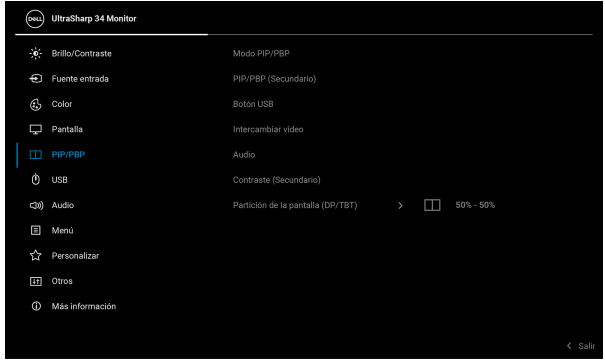 DELL UltraSharp 34 Monitor
Brillo/Contraste
Modo PIP/PBP
Fuente entrada
PIP/PBP (Secundario)
Color
Botón USB
Pantalla
Intercambiar vídeo
PIP/PBP
Audio
USB
Contraste (Secundario)
Audio
Partición de la pantalla (DP/TBT) > 50% - 50%
Menú
Personalizar
Otros
Más información
< Salir